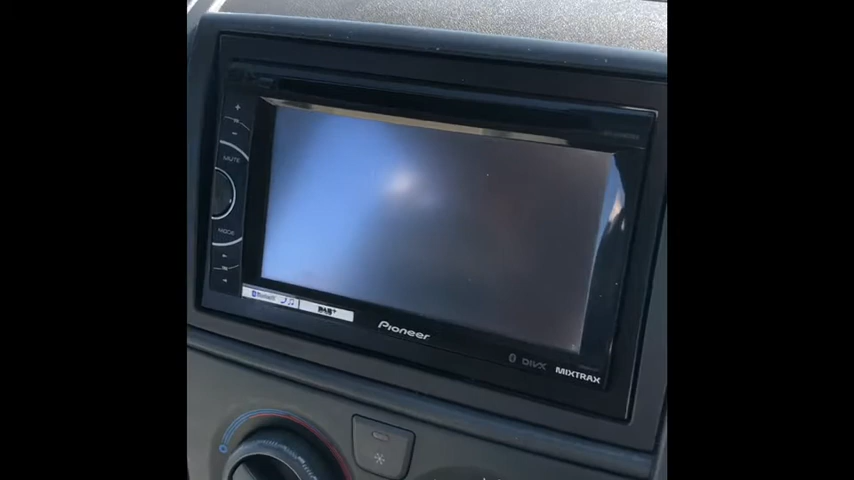 MUTE
MODE
Bluetooth
DAB+
Pioneer
DIVX
MIXTRAX